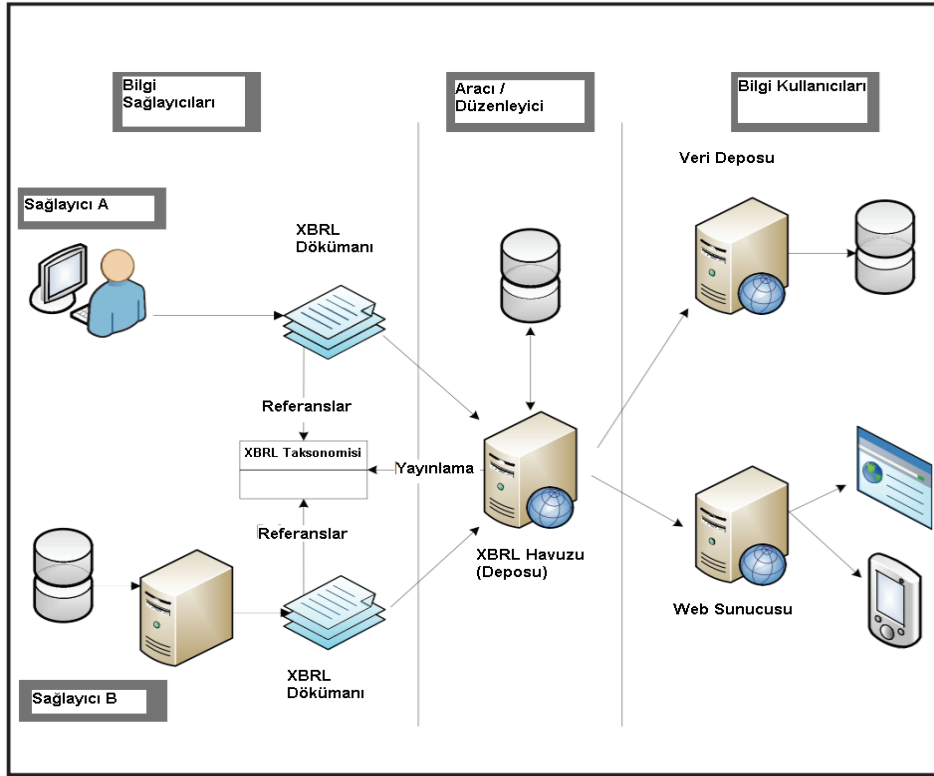 Bilgi
Sağlayıcıları
Aracı /
Düzenleyici
Bilgi Kullanıcıları
Veri Deposu
Sağlayıcı A
XBRL
Dökümanı
Referanslar
XBRL Taksonomisi
Yayınlama
Referanslar
XBRL Havuzu
(Deposu)
Web Sunucusu
XBRL
Dökümanı
Sağlayıcı B